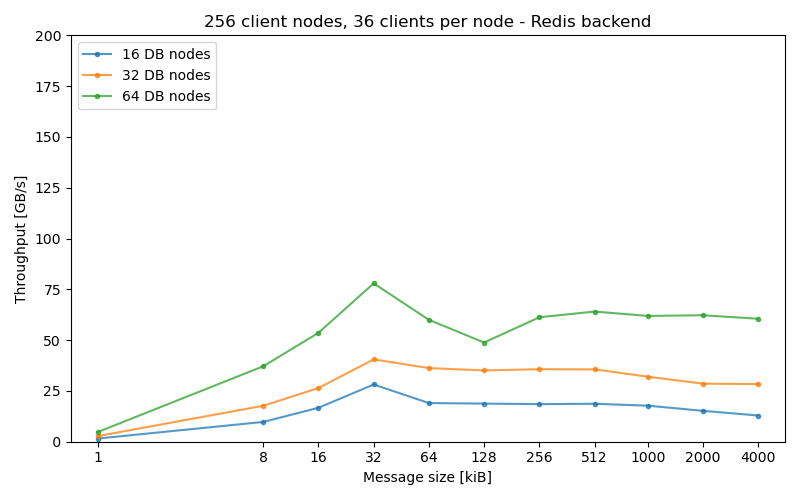 256 client nodes, 36 clients per node - Redis backend
200
175
150
125
100
75
50
25
0
Throughput [GB/s]
16 DB nodes
32 DB nodes
64 DB nodes
1 8 16 32 64 128 256 512 1000 2000 4000
Message size [kiB]